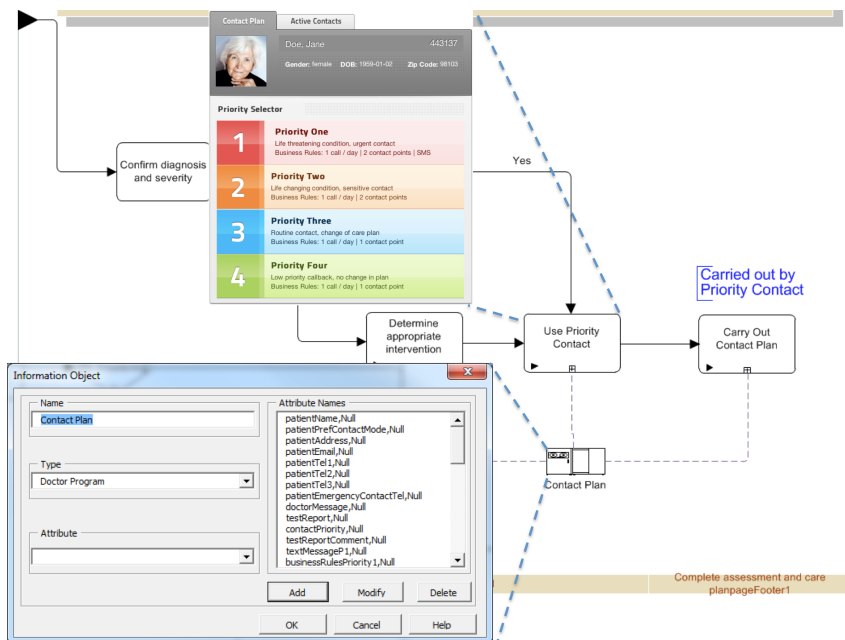 Contact Plan
Active Contacts
Doe, Jane
443137
Gender: female DOB: 1959-01-02 Zip Code: 98103
Priority Selector
1
Priority One
Life threatening condition, urgent contact
Business Rules: 1 call / day | 2 contact points | SMS
2
Priority Two
Life changing condition, sensitive contact
Business Rules: 1 call / day | 2 contact points
3
Priority Three
Routine contact, change of care plan
Business Rules: 1 call / day | 1 contact point
4
Priority Four
Low priority callback, no change in plan
Business Rules: 1 call / day | 1 contact point
Confirm diagnosis
and severity
Yes
Carried out by
Priority Contact
Determine
appropriate
intervention
Use Priority
Contact
Carry Out
Contact Plan
Contact Plan
Information Object
Name
Contact Plan
Type
Doctor Program
Attribute
Attribute Names
patientName,Null
patientPrefContactMode,Null
patientAddress,Null
patientEmail,Null
patientTel1,Null
patientTel2,Null
patientTel3,Null
patientEmergencyContactTel,Null
doctorMessage,Null
testReport,Null
contactPriority,Null
testReportComment,Null
textMessageP1,Null
businessRulesPriority1,Null
Add
Modify
Delete
OK
Cancel
Help
Complete assessment and care
planpageFooter1